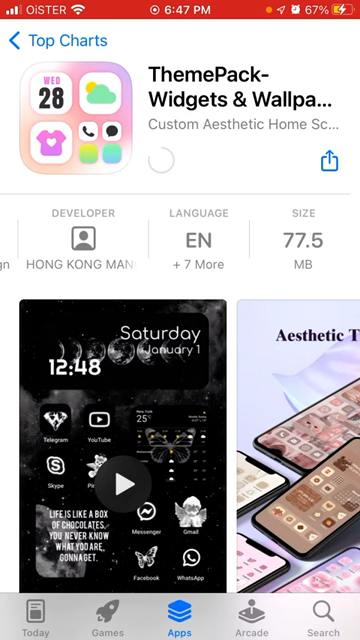 OiSTER 6:47 PM 67%
Top Charts
WED
28
ThemePack-
Widgets & Wallpa...
Custom Aesthetic Home Sc...
DEVELOPER LANGUAGE SIZE
EN 77.5
gn HONG KONG MAN + 7 More MB
Saturday
January 1
12:48
New York
25°
Telegram YouTube
Skype
LIFE IS LIKE A BOX
OF CHOCOLATES.
YOU NEVER KNOW
WHAT YOU ARE
GONNA GET.
Messenger Gmail
Facebook WhatsApp
Aesthetic T
Today Games Apps Arcade Search